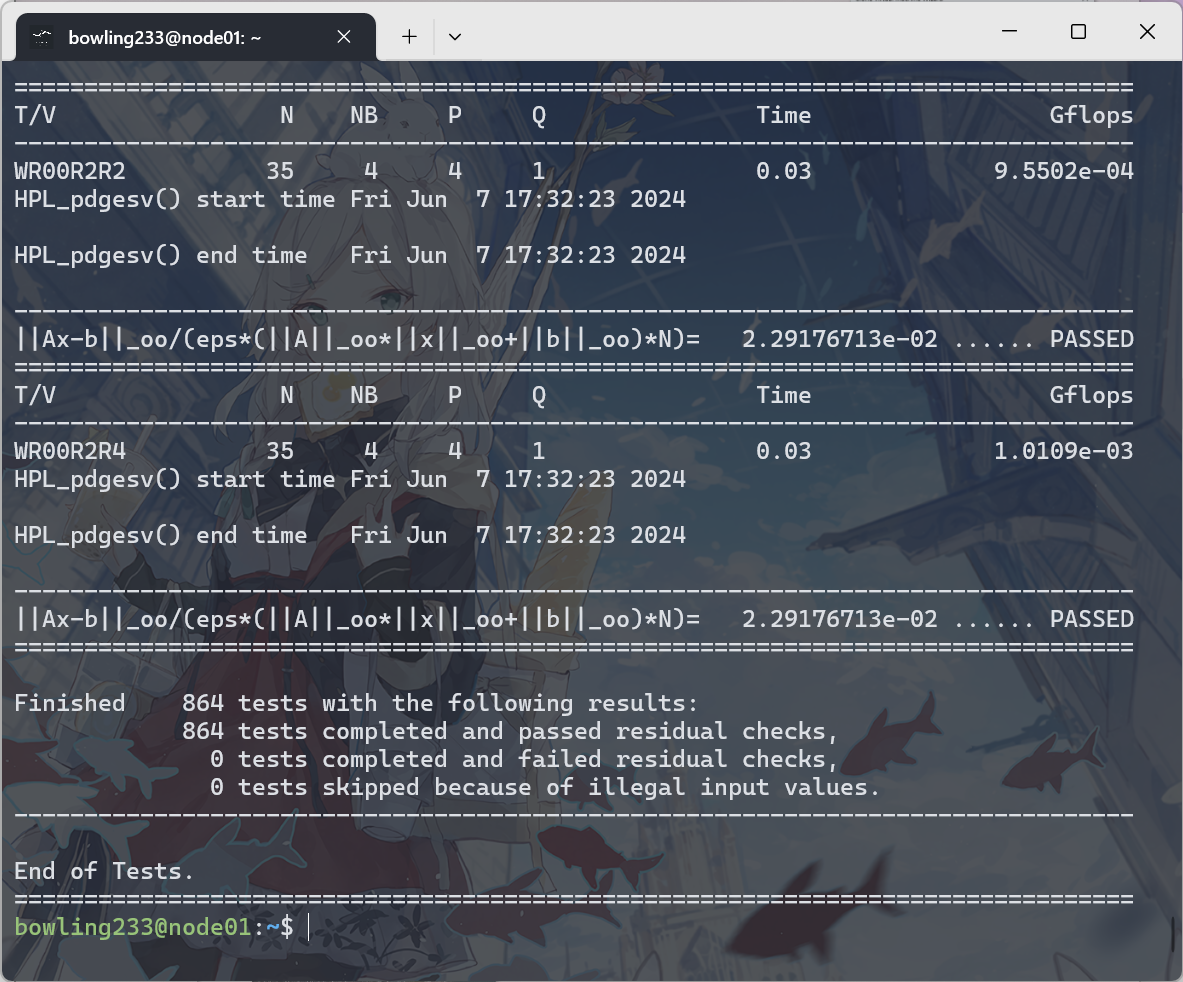 bowling233@node01: ~
================================================================================
T/V                N    NB     P     Q               Time                 Gflops
--------------------------------------------------------------------------------
WR00R2R2          35     4     4     1               0.03             9.5502e-04
HPL_pdgesv() start time Fri Jun  7 17:32:23 2024
HPL_pdgesv() end time   Fri Jun  7 17:32:23 2024
--------------------------------------------------------------------------------
||Ax-b||_oo/(eps*(||A||_oo*||x||_oo+||b||_oo)*N)=   2.29176713e-02 ...... PASSED
================================================================================
T/V                N    NB     P     Q               Time                 Gflops
--------------------------------------------------------------------------------
WR00R2R4          35     4     4     1               0.03             1.0109e-03
HPL_pdgesv() start time Fri Jun  7 17:32:23 2024
HPL_pdgesv() end time   Fri Jun  7 17:32:23 2024
--------------------------------------------------------------------------------
||Ax-b||_oo/(eps*(||A||_oo*||x||_oo+||b||_oo)*N)=   2.29176713e-02 ...... PASSED
================================================================================
Finished    864 tests with the following results:
            864 tests completed and passed residual checks,
              0 tests completed and failed residual checks,
              0 tests skipped because of illegal input values.
--------------------------------------------------------------------------------
End of Tests.
================================================================================
bowling233@node01:~$